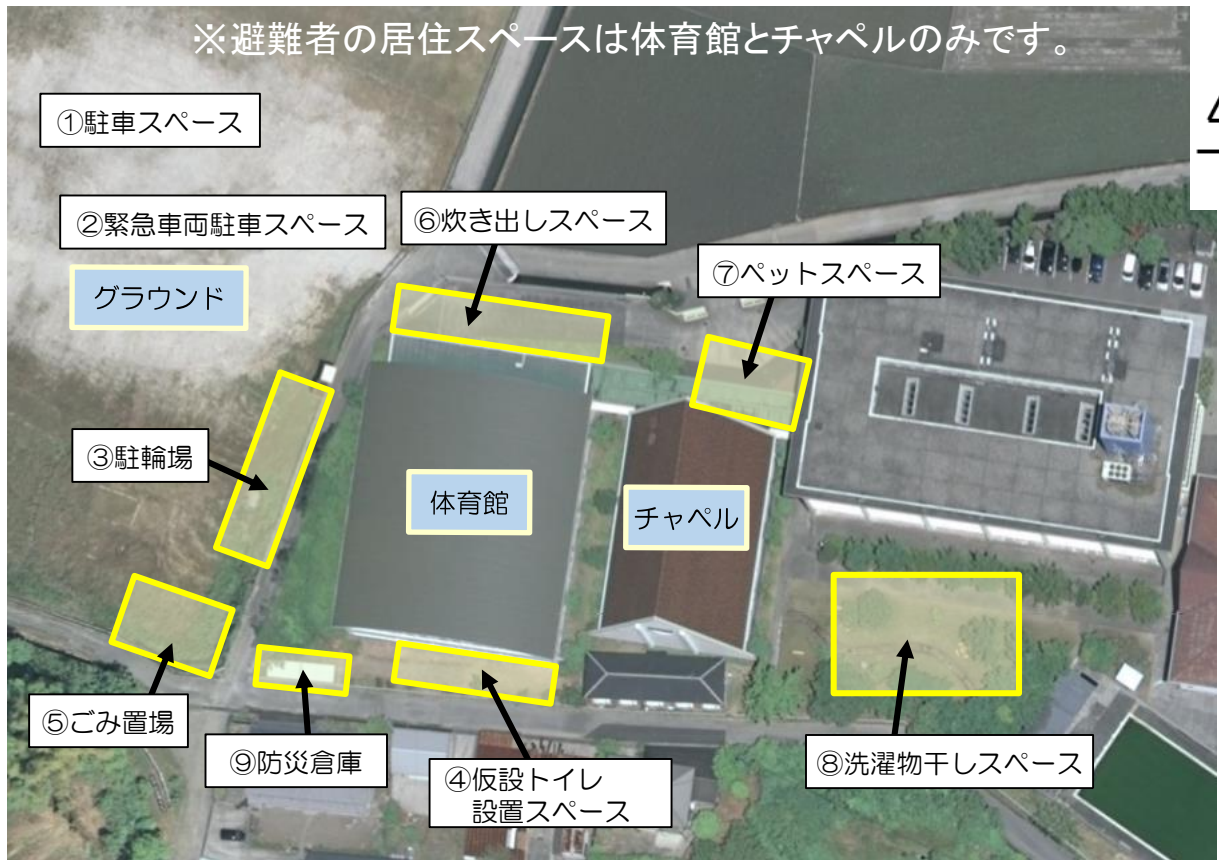 ※避難者の居住スペースは体育館とチャペルのみです。
①駐車スペース
②緊急車両駐車スペース
グラウンド
⑥炊き出しスペース
⑦ペットスペース
③駐輪場
体育館
チャペル
⑤ごみ置場
⑨防災倉庫
④仮設トイレ
設置スペース
⑧洗濯物干しスペース